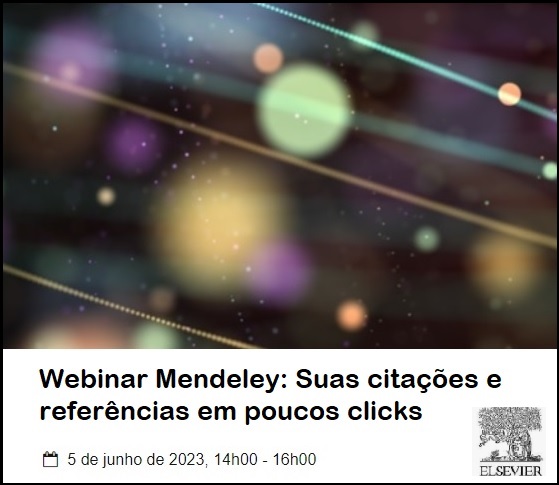 Webinar Mendeley: Suas citações e
referências em poucos clicks
5 de junho de 2023, 14h00 - 16h00
ELSEVIER